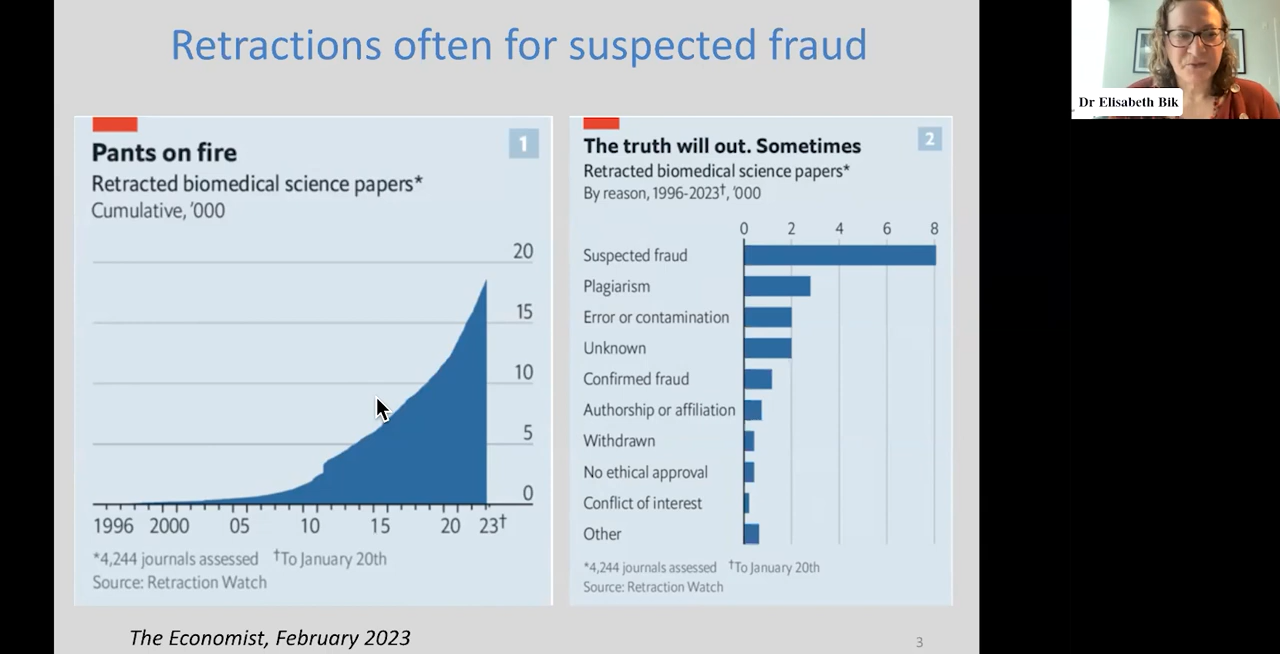 Retractions often for suspected fraud
Dr Elisabeth Bik
1
Pants on fire
Retracted biomedical science papers*
Cumulative, '000
20
15
10
5
0
1996 2000 05 10 15 20 23†
*4,244 journals assessed †To January 20th
Source: Retraction Watch
2
The truth will out. Sometimes
Retracted biomedical science papers*
By reason, 1996-2023†, '000
0 2 4 6 8
Suspected fraud
Plagiarism
Error or contamination
Unknown
Confirmed fraud
Authorship or affiliation
Withdrawn
No ethical approval
Conflict of interest
Other
*4,244 journals assessed †To January 20th
Source: Retraction Watch
The Economist, February 2023
3